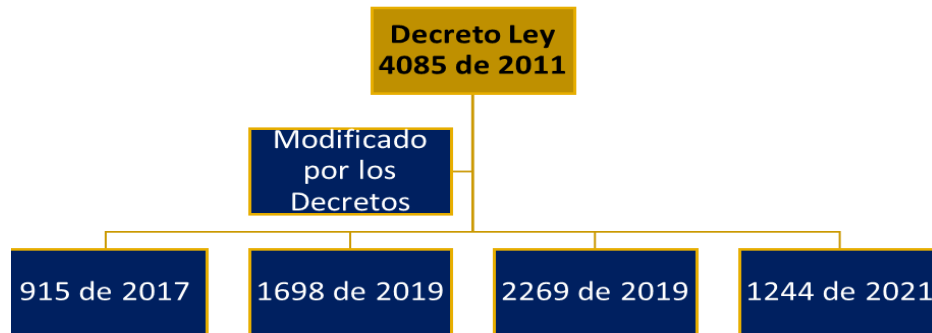 Decreto Ley
4085 de 2011
Modificado
por los
Decretos
915 de 2017
1698 de 2019
2269 de 2019
1244 de 2021